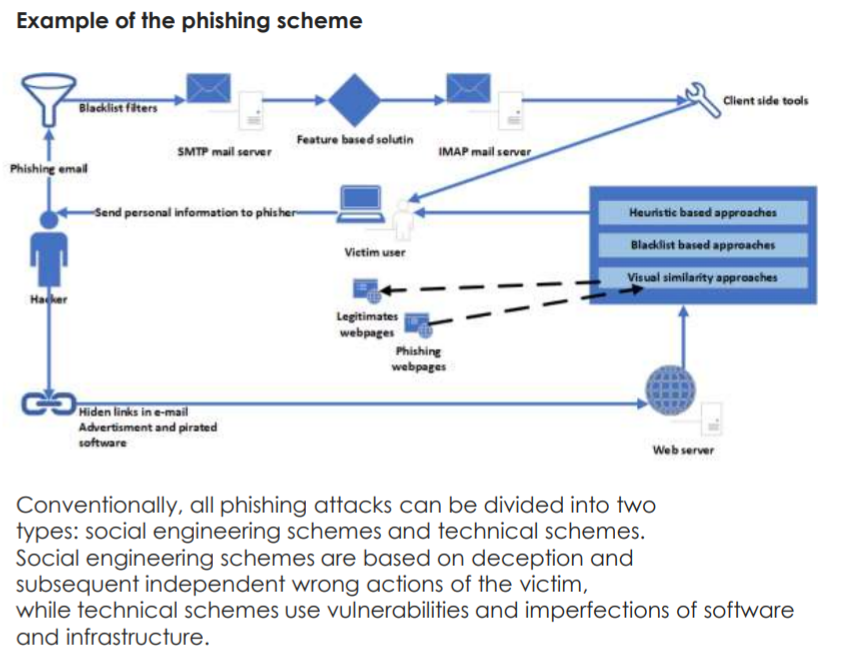 Example of the phishing scheme
Blacklist filters
SMTP mail server
Feature based solutin
IMAP mail server
Client side tools
Phishing email
Send personal information to phisher
Victim user
Heuristic based approaches
Blacklist based approaches
Visual similarity approaches
Hacker
Legitimates
webpages
Phishing
webpages
Hiden links in e-mail
Advertisment and pirated
software
Web server
Conventionally, all phishing attacks can be divided into two
types: social engineering schemes and technical schemes.
Social engineering schemes are based on deception and
subsequent independent wrong actions of the victim,
while technical schemes use vulnerabilities and imperfections of software
and infrastructure.